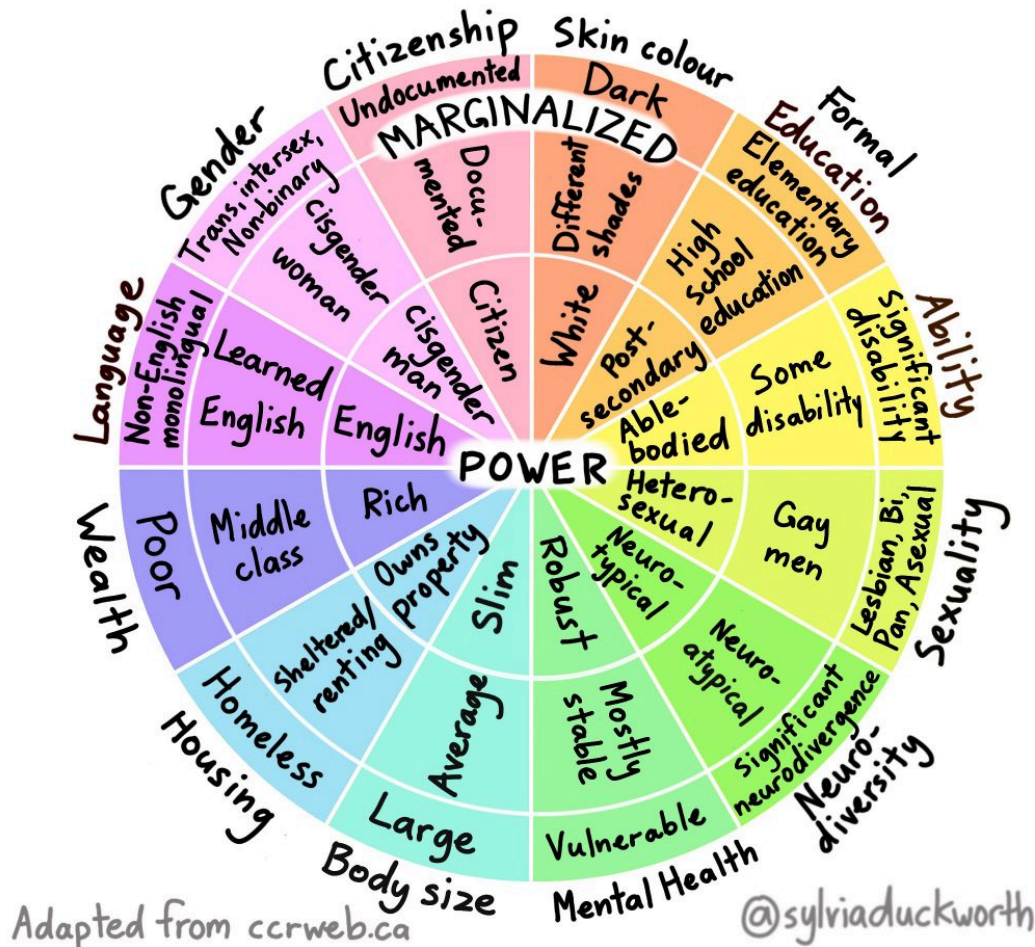 Citizenship
Undocumented
Docu-
mented
Citizen
Skin colour
Dark
Different
shades
White
Formal
Education
Elementary
education
High
school
education
Post-
secondary
Ability
Significant
disability
Some
disability
Able-
bodied
Sexuality
Lesbian, Bi,
Pan, Asexual
Gay
men
Hetero-
sexual
Neuro-
diversity
Significant
neurodivergence
Neuro-
atypical
Neuro-
typical
Mental Health
Vulnerable
Mostly
stable
Robust
Body size
Large
Average
Slim
Housing
Homeless
Sheltered/
renting
Owns
property
Wealth
Poor
Middle
class
Rich
Language
Non-English
monolingual
Learned
English
English
Gender
Trans, intersex,
Non-binary
cisgender
woman
cisgender
man
MARGINALIZED
POWER
Adapted from ccrweb.ca
@sylviaduckworth